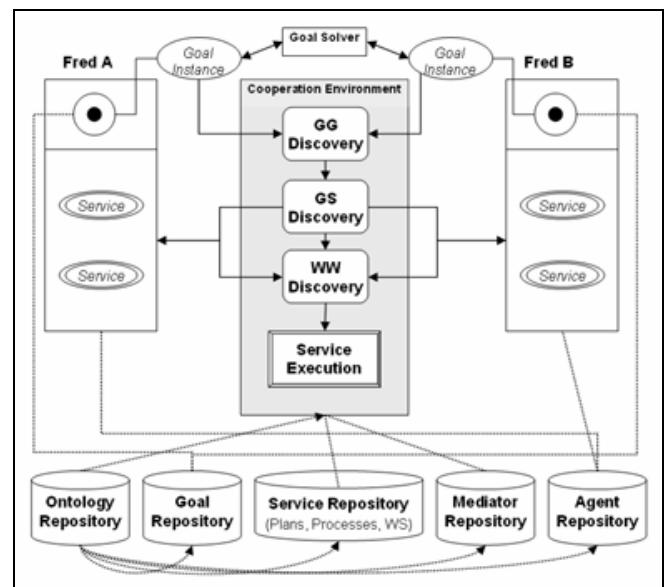 Goal Solver
Goal
Instance
Goal
Instance
Fred A
Fred B
Cooperation Environment
GG
Discovery
GS
Discovery
WW
Discovery
Service
Execution
Service
Service
Service
Service
Ontology
Repository
Goal
Repository
Service Repository
(Plans, Processes, WS)
Mediator
Repository
Agent
Repository